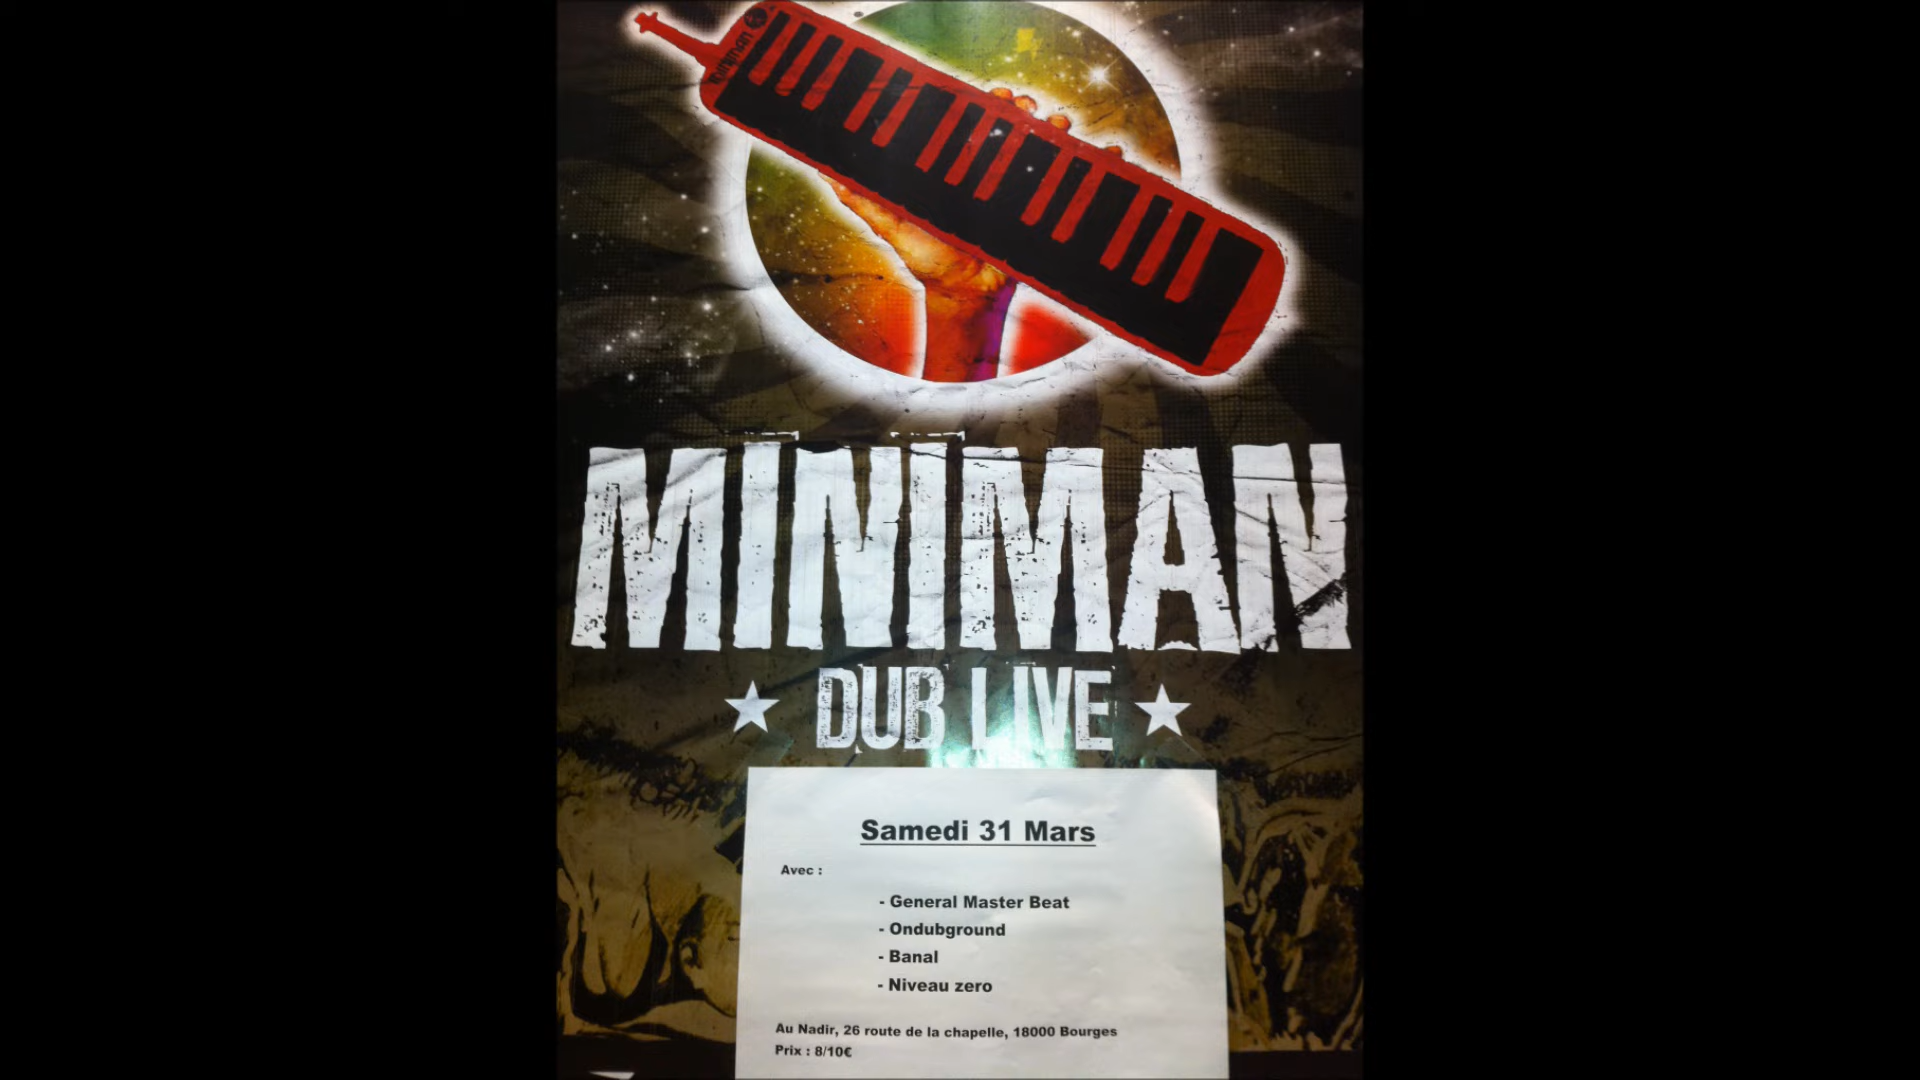 MINIMAN
MINIMAN
DUB LIVE
Samedi 31 Mars
Avec :
- General Master Beat
- Ondubground
- Banal
- Niveau zero
Au Nadir, 26 route de la chapelle, 18000 Bourges
Prix : 8/10€